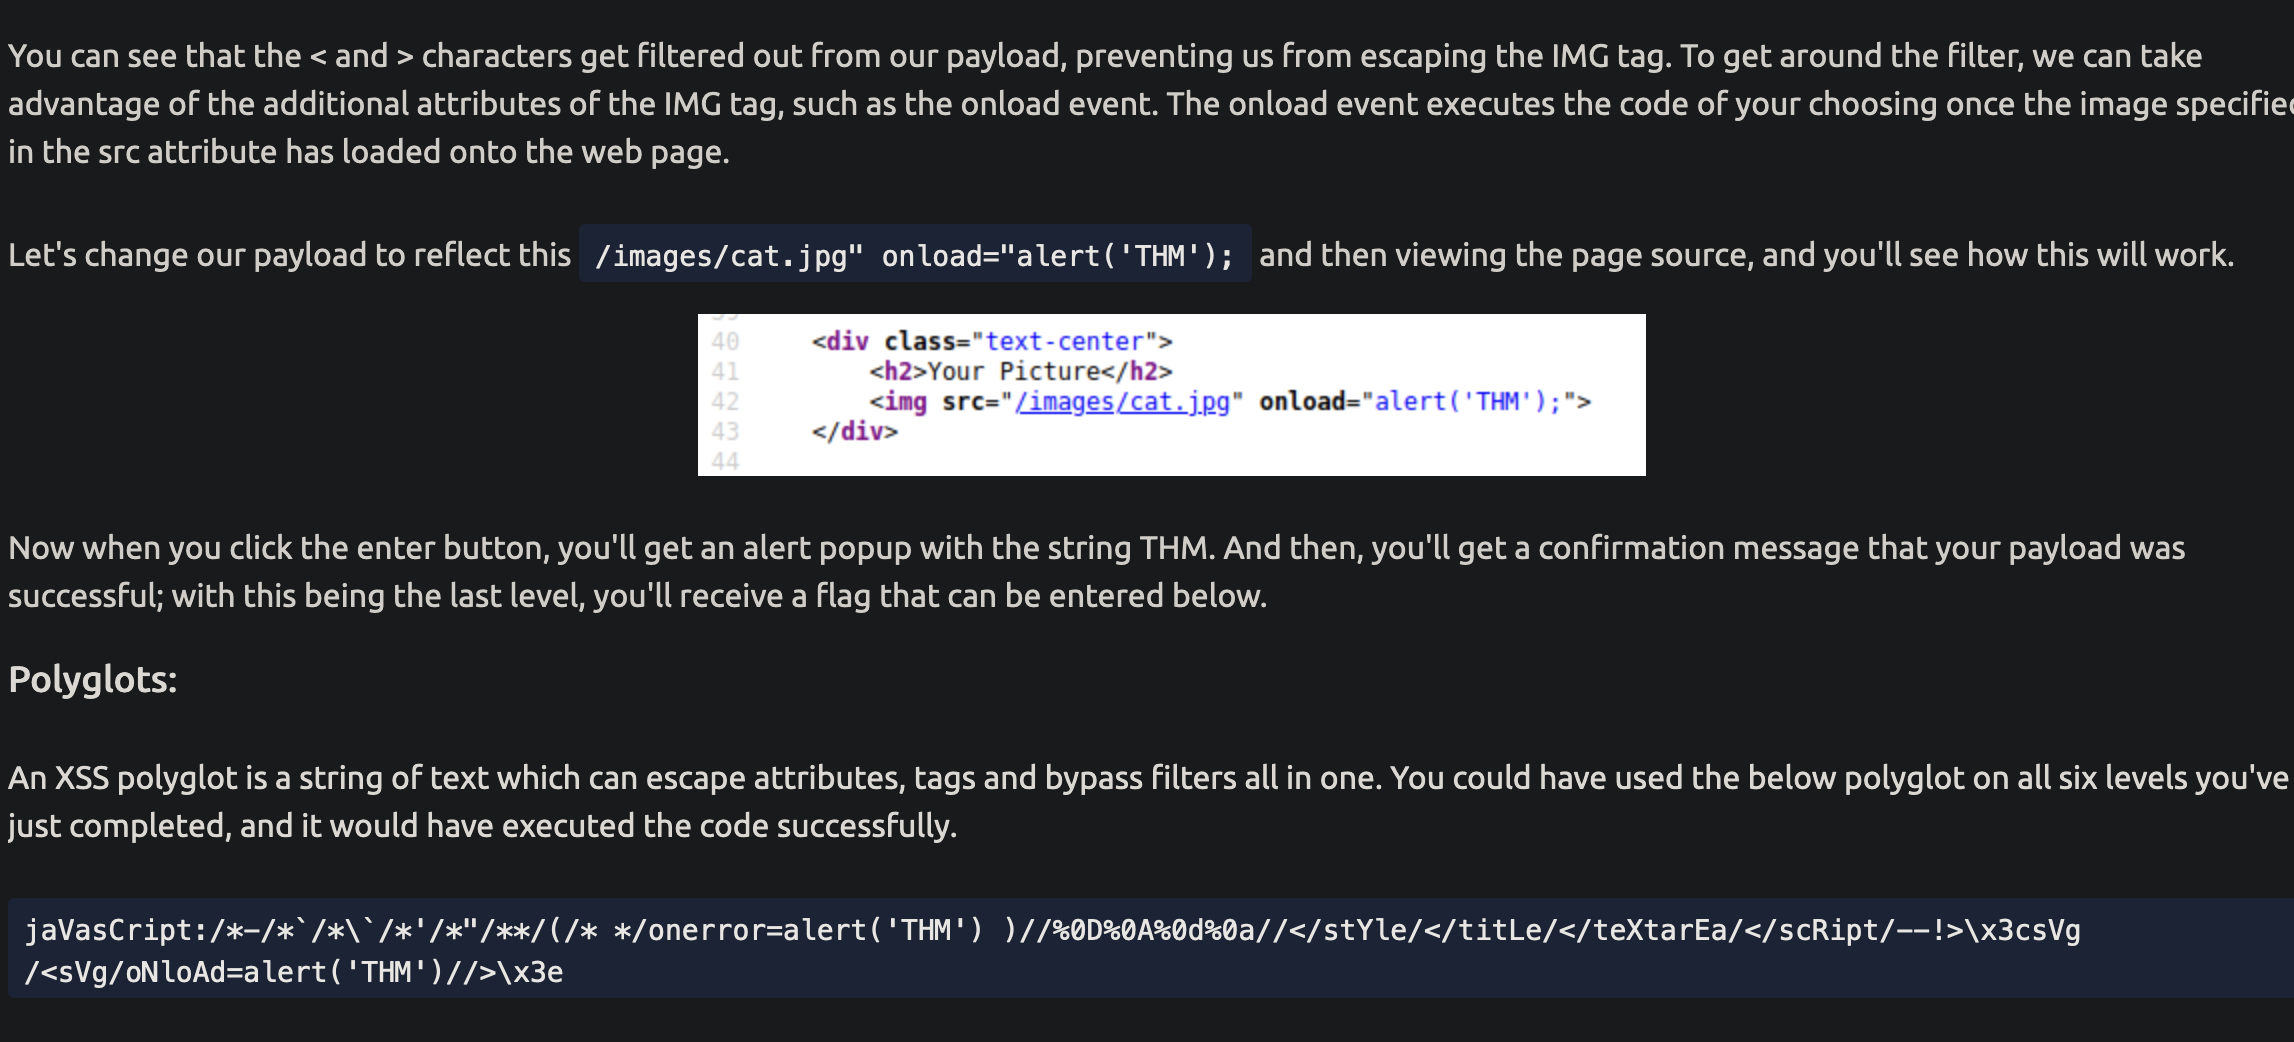 You can see that the < and > characters get filtered out from our payload, preventing us from escaping the IMG tag. To get around the filter, we can take
advantage of the additional attributes of the IMG tag, such as the onload event. The onload event executes the code of your choosing once the image specified
in the src attribute has loaded onto the web page.
Let's change our payload to reflect this /images/cat.jpg" onload="alert('THM'); and then viewing the page source, and you'll see how this will work.
40 <div class="text-center">
41 <h2>Your Picture</h2>
42 <img src="/images/cat.jpg" onload="alert('THM');">
43 </div>
44
Now when you click the enter button, you'll get an alert popup with the string THM. And then, you'll get a confirmation message that your payload was
successful; with this being the last level, you'll receive a flag that can be entered below.
Polyglots:
An XSS polyglot is a string of text which can escape attributes, tags and bypass filters all in one. You could have used the below polyglot on all six levels you've
just completed, and it would have executed the code successfully.
jaVasCript:/*-/*`/*\`/*'/*"/**/(/* */onerror=alert('THM') )//%0D%0A%0d%0a//</stYle/</titLe/</teXtarEa/</scRipt/--!>\x3csVg
/<sVg/oNloAd=alert('THM')//>\x3e